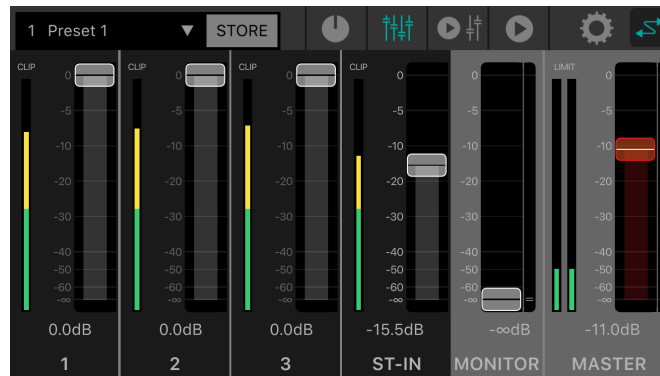 1 Preset 1 ▼ STORE
CLIP CLIP CLIP CLIP LIMIT
0 0 0 0 0 0
-5 -5 -5 -5 -5 -5
-10 -10 -10 -10 -10 -10
-20 -20 -20 -20 -20 -20
-30 -30 -30 -30 -30 -30
-40 -40 -40 -40 -40 -40
-50 -50 -50 -50 -50 -50
-60 -60 -60 -60 -60 -60
-∞ -∞ -∞ -∞ -∞ = -∞
0.0dB 0.0dB 0.0dB -15.5dB -∞dB -11.0dB
1 2 3 ST-IN MONITOR MASTER